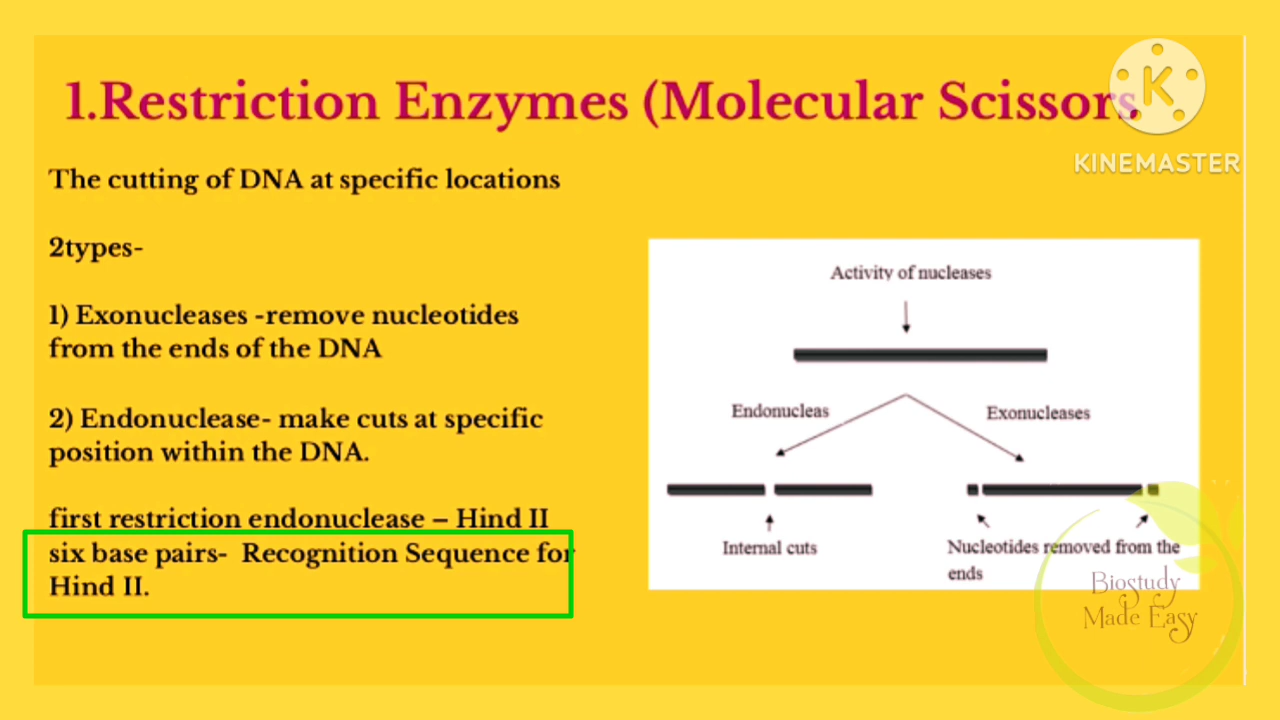 1.Restriction Enzymes (Molecular Scissors
KINEMASTER
The cutting of DNA at specific locations
2types-
1) Exonucleases -remove nucleotides
from the ends of the DNA
2) Endonuclease- make cuts at specific
position within the DNA.
first restriction endonuclease – Hind II
six base pairs- Recognition Sequence for
Hind II.
Activity of nucleases
Endonucleas
Exonucleases
Internal cuts
Nucleotides removed from the
ends
Biostudy
Made Easy